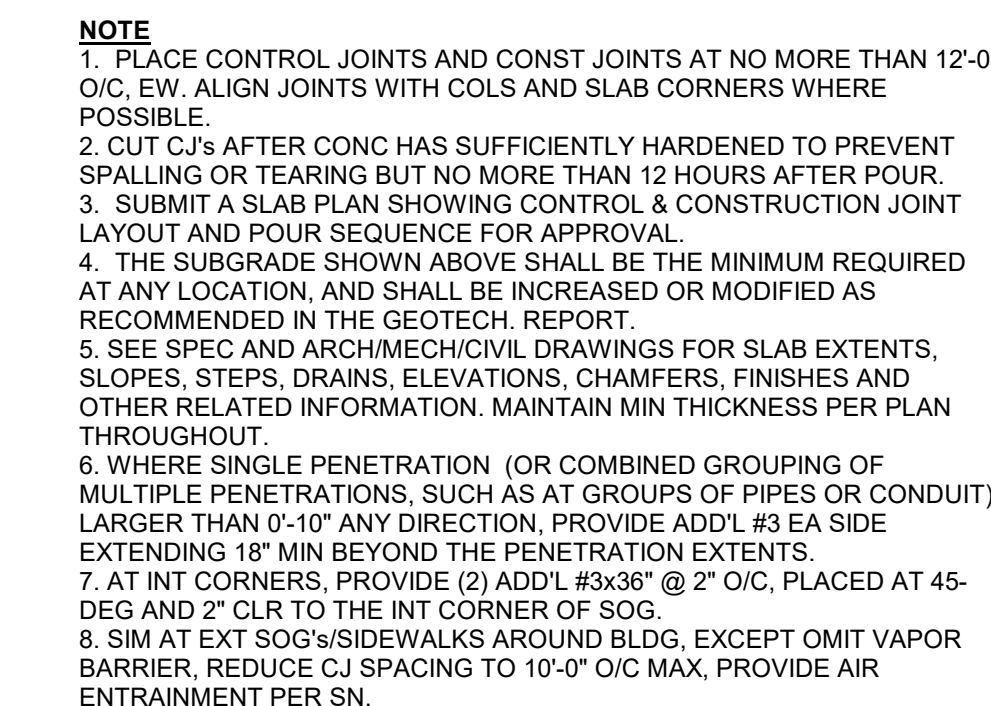 NOTE
1.  PLACE CONTROL JOINTS AND CONST JOINTS AT NO MORE THAN 12'-0
O/C, EW. ALIGN JOINTS WITH COLS AND SLAB CORNERS WHERE
POSSIBLE.
2. CUT CJ's AFTER CONC HAS SUFFICIENTLY HARDENED TO PREVENT
SPALLING OR TEARING BUT NO MORE THAN 12 HOURS AFTER POUR.
3.  SUBMIT A SLAB PLAN SHOWING CONTROL & CONSTRUCTION JOINT
LAYOUT AND POUR SEQUENCE FOR APPROVAL.
4.  THE SUBGRADE SHOWN ABOVE SHALL BE THE MINIMUM REQUIRED
AT ANY LOCATION, AND SHALL BE INCREASED OR MODIFIED AS
RECOMMENDED IN THE GEOTECH. REPORT.
5. SEE SPEC AND ARCH/MECH/CIVIL DRAWINGS FOR SLAB EXTENTS,
SLOPES, STEPS, DRAINS, ELEVATIONS, CHAMFERS, FINISHES AND
OTHER RELATED INFORMATION. MAINTAIN MIN THICKNESS PER PLAN
THROUGHOUT.
6. WHERE SINGLE PENETRATION  (OR COMBINED GROUPING OF
MULTIPLE PENETRATIONS, SUCH AS AT GROUPS OF PIPES OR CONDUIT)
LARGER THAN 0'-10" ANY DIRECTION, PROVIDE ADD'L #3 EA SIDE
EXTENDING 18" MIN BEYOND THE PENETRATION EXTENTS.
7. AT INT CORNERS, PROVIDE (2) ADD'L #3x36" @ 2" O/C, PLACED AT 45-
DEG AND 2" CLR TO THE INT CORNER OF SOG.
8. SIM AT EXT SOG's/SIDEWALKS AROUND BLDG, EXCEPT OMIT VAPOR
BARRIER, REDUCE CJ SPACING TO 10'-0" O/C MAX, PROVIDE AIR
ENTRAINMENT PER SN.